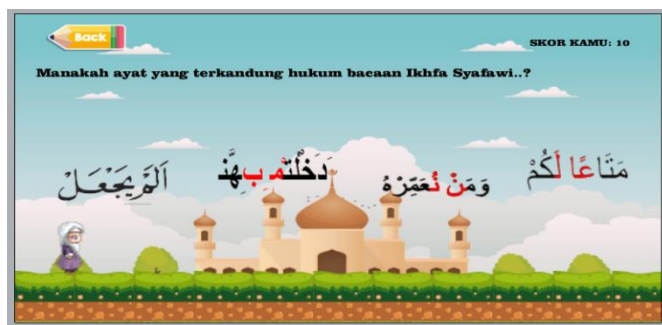 Back
SKOR KAMU: 10
Manakah ayat yang terkandung hukum bacaan Ikhfa Syafawi..?
مَتَاعًا لَكُمْ
وَمَنْ نُعَمِّرْهُ
دَخَلْتُمْ بِهِنَّ
أَلَمْ يَجْعَلْ